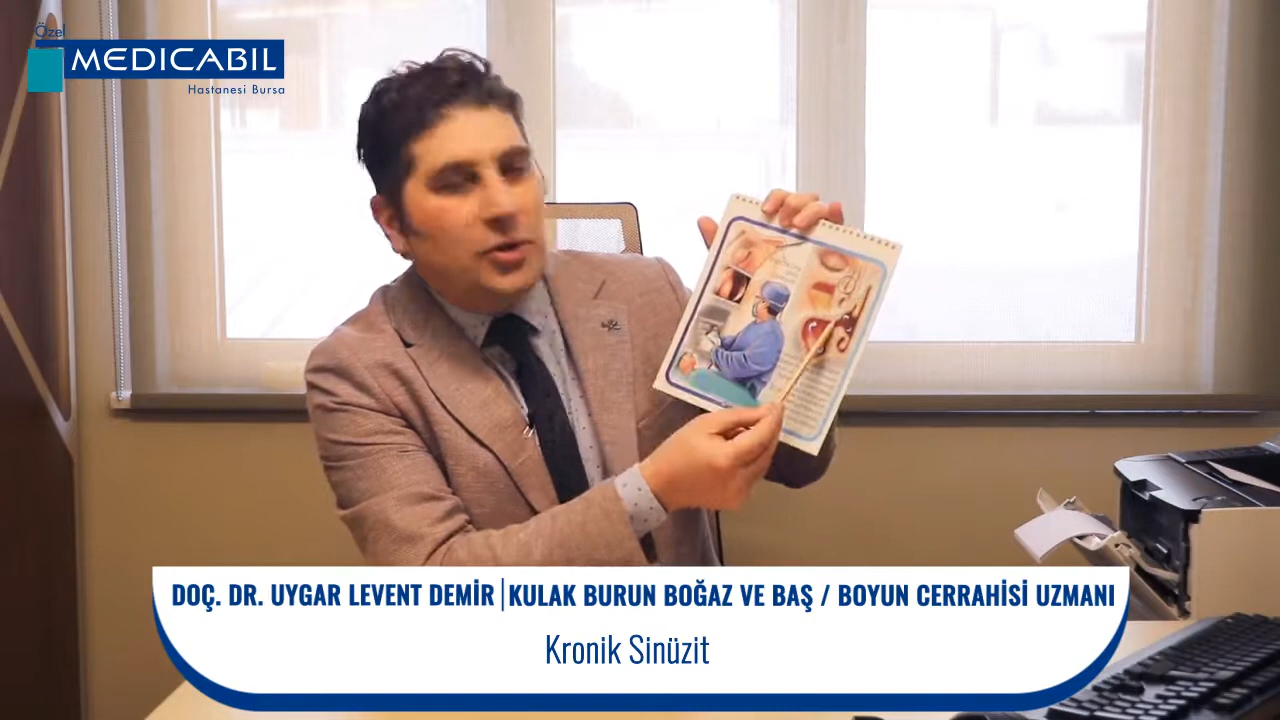 Özel
MEDICABIL
Hastanesi Bursa
DOÇ. DR. UYGAR LEVENT DEMİR | KULAK BURUN BOĞAZ VE BAŞ / BOYUN CERRAHİSİ UZMANI
Kronik Sinüzit